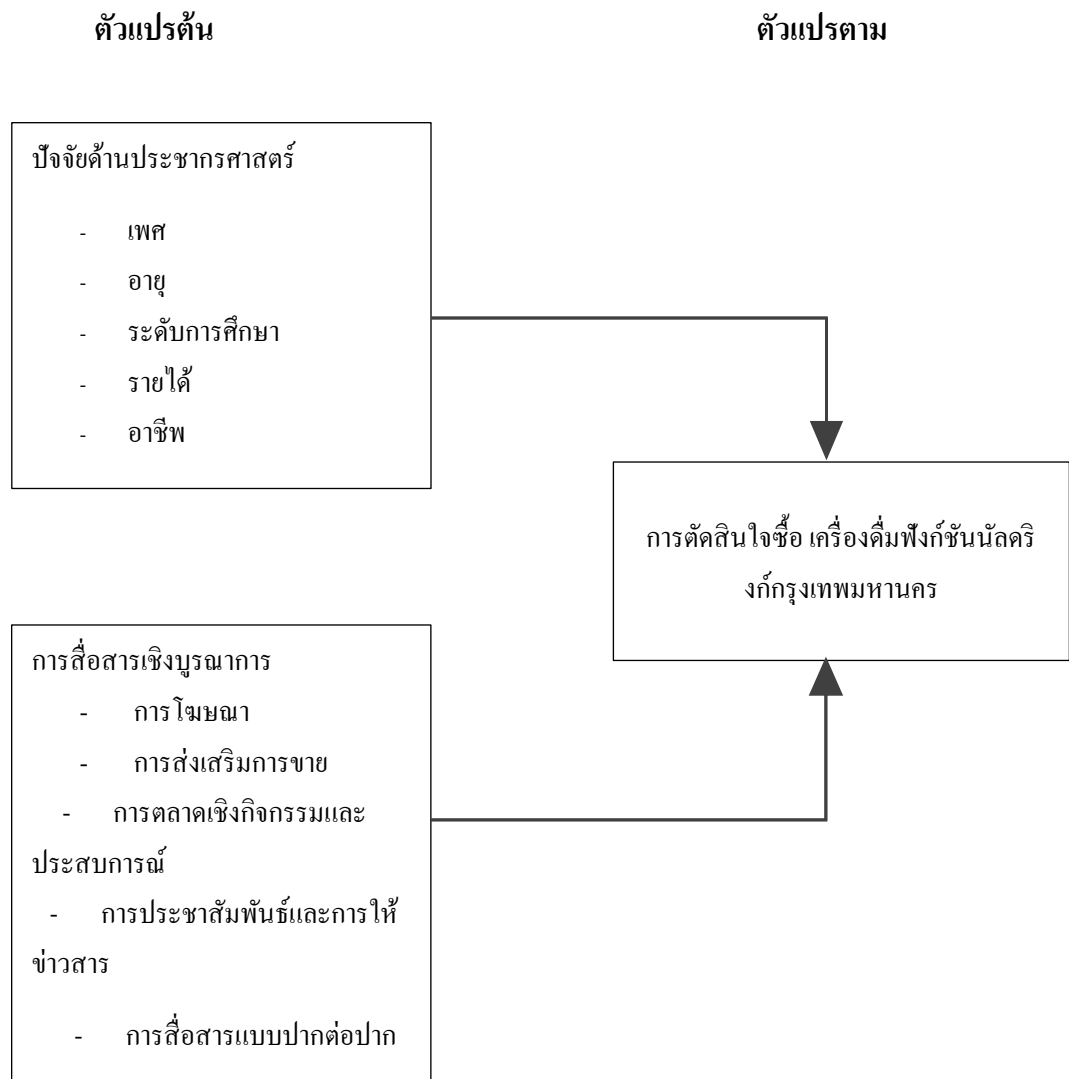 ตัวแปรต้น
ตัวแปรตาม
ปัจจัยด้านประชากรศาสตร์
- เพศ
- อายุ
- ระดับการศึกษา
- รายได้
- อาชีพ
การตัดสินใจซื้อ เครื่องดื่มฟังก์ชันนัลดริ
งก์กรุงเทพมหานคร
การสื่อสารเชิงบูรณาการ
- การโฆษณา
- การส่งเสริมการขาย
- การตลาดเชิงกิจกรรมและ
ประสบการณ์
- การประชาสัมพันธ์และการให้
ข่าวสาร
- การสื่อสารแบบปากต่อปาก